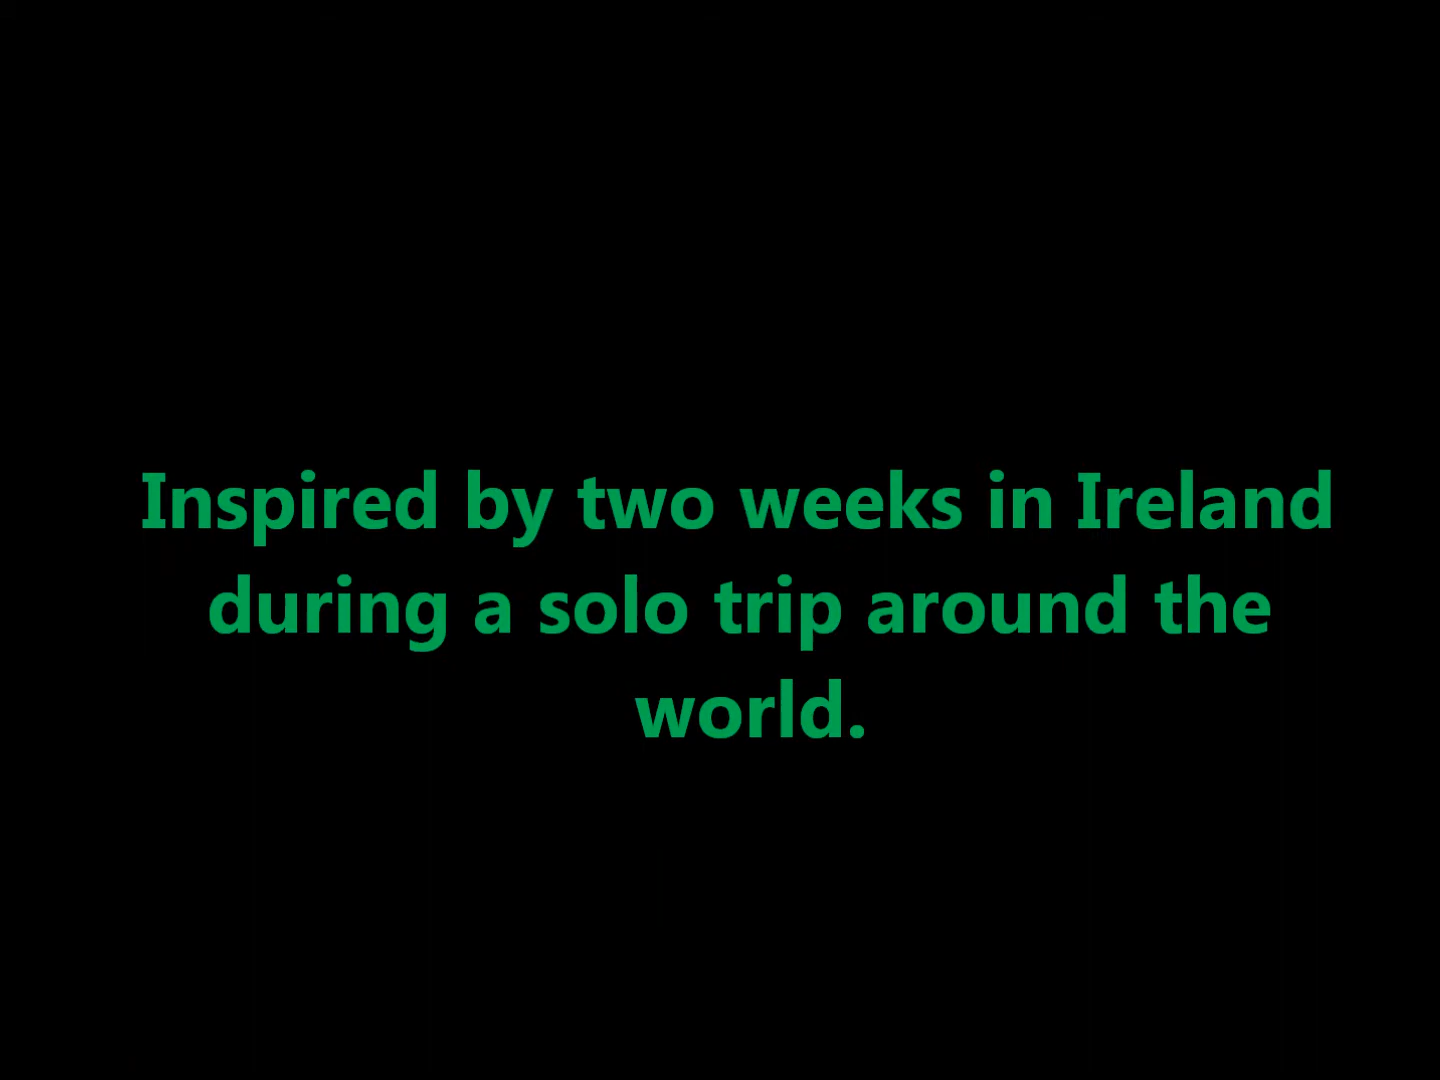 Inspired by two weeks in Ireland
during a solo trip around the
world.